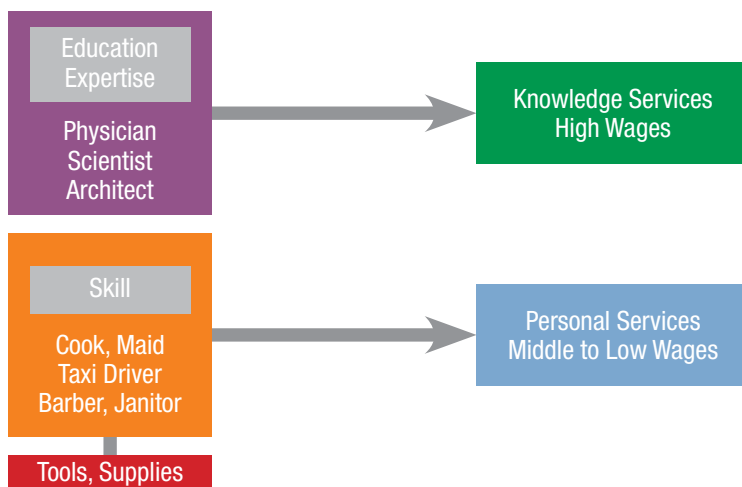 Education
Expertise
Physician
Scientist
Architect
Knowledge Services
High Wages
Skill
Cook, Maid
Taxi Driver
Barber, Janitor
Personal Services
Middle to Low Wages
Tools, Supplies